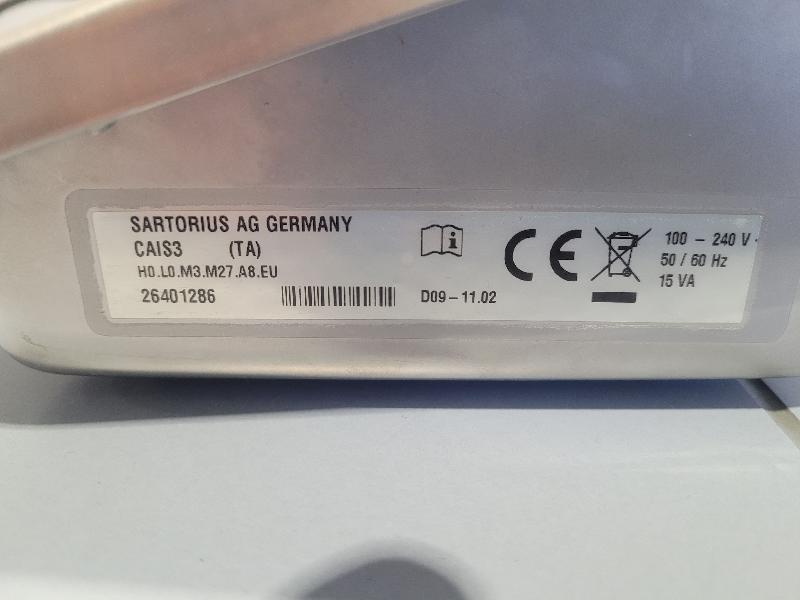 SARTORIUS AG GERMANY
CAIS3 (TA)
H0.L0.M3.M27.A8.EU
26401286
D09-11.02
CE
100 - 240 V
50 / 60 Hz
15 VA